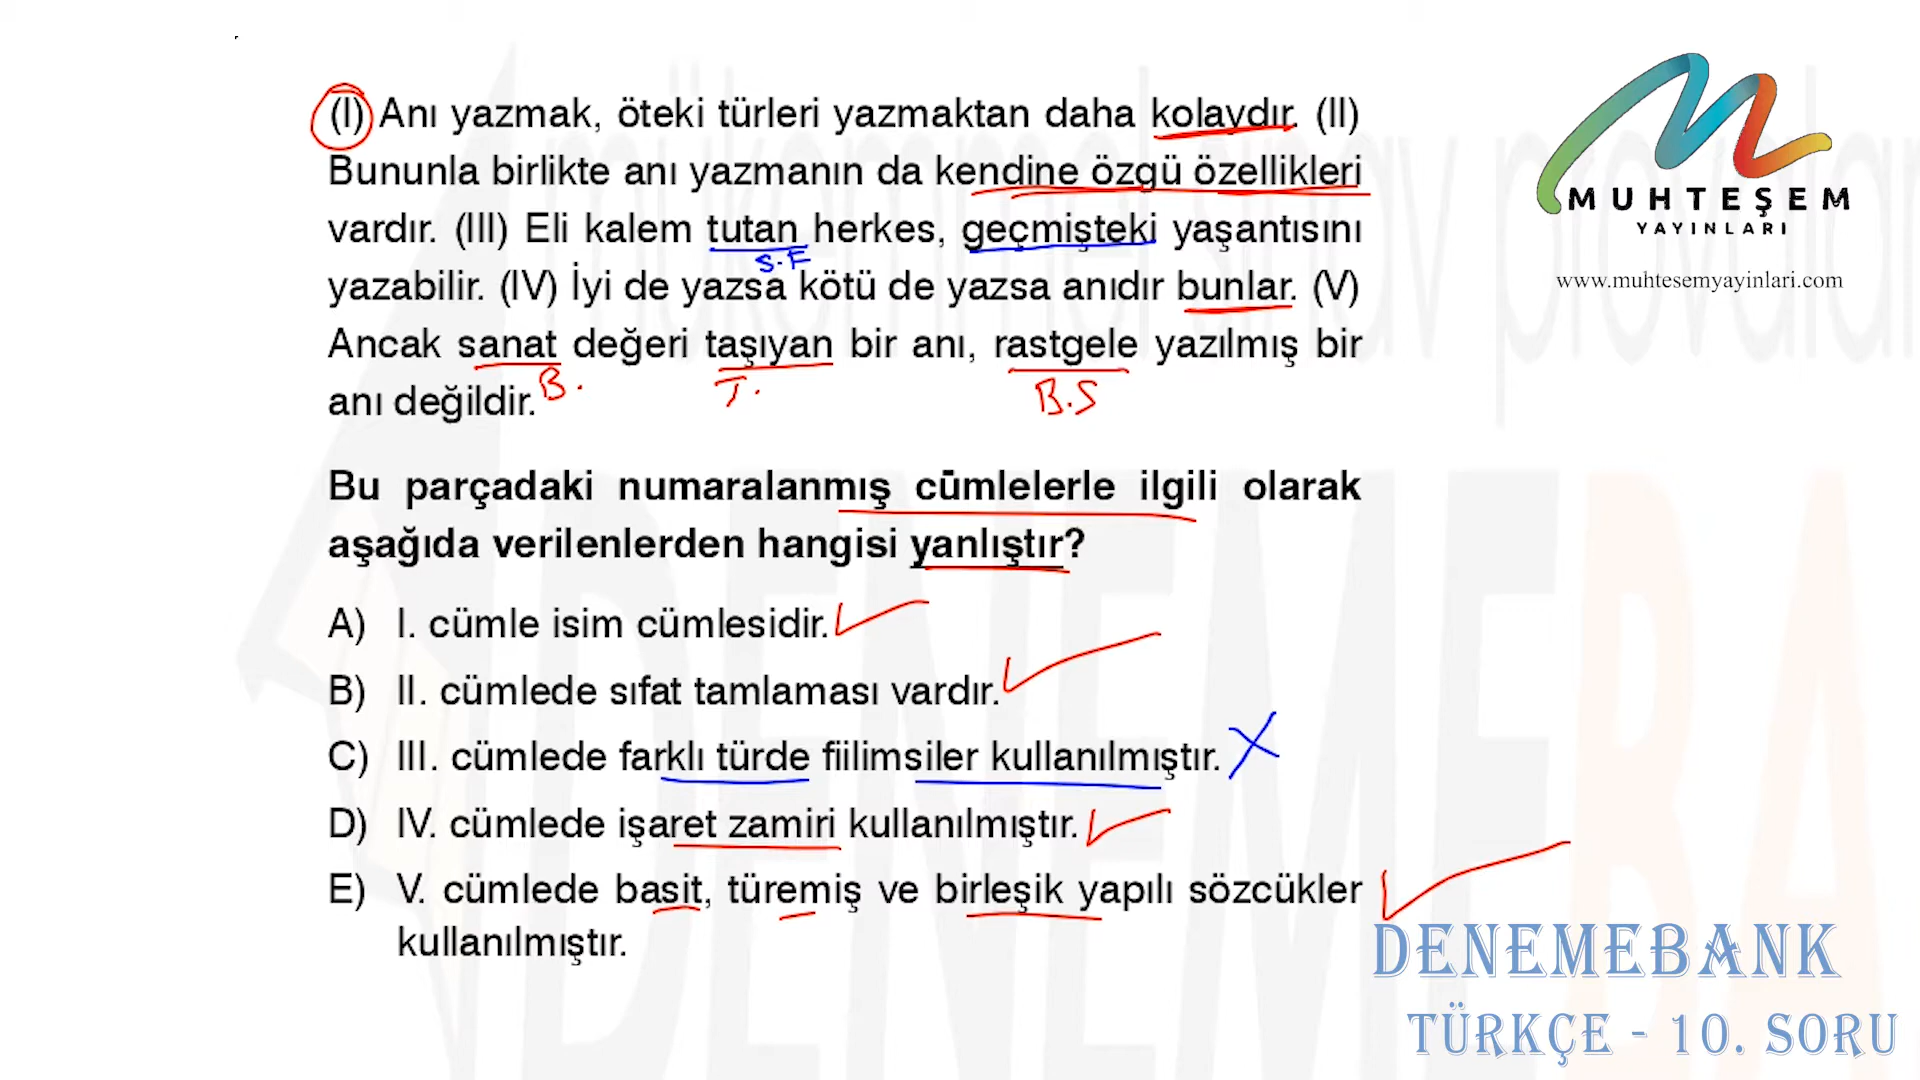 (I) Anı yazmak, öteki türleri yazmaktan daha kolaydır. (II)
Bununla birlikte anı yazmanın da kendine özgü özellikleri
vardır. (III) Eli kalem tutan herkes, geçmişteki yaşantısını
S.F
yazabilir. (IV) İyi de yazsa kötü de yazsa anıdır bunlar. (V)
Ancak sanat değeri taşıyan bir anı, rastgele yazılmış bir
B. T. B.S
anı değildir.
Bu parçadaki numaralanmış cümlelerle ilgili olarak
aşağıda verilenlerden hangisi yanlıştır?
A) I. cümle isim cümlesidir.
B) II. cümlede sıfat tamlaması vardır.
C) III. cümlede farklı türde fiilimsiler kullanılmıştır.
D) IV. cümlede işaret zamiri kullanılmıştır.
E) V. cümlede basit, türemiş ve birleşik yapılı sözcükler
kullanılmıştır.
MUHTEŞEM
YAYINLARI
www.muhtesemyayinlari.com
DENEMEBANK
TÜRKÇE - 10. SORU